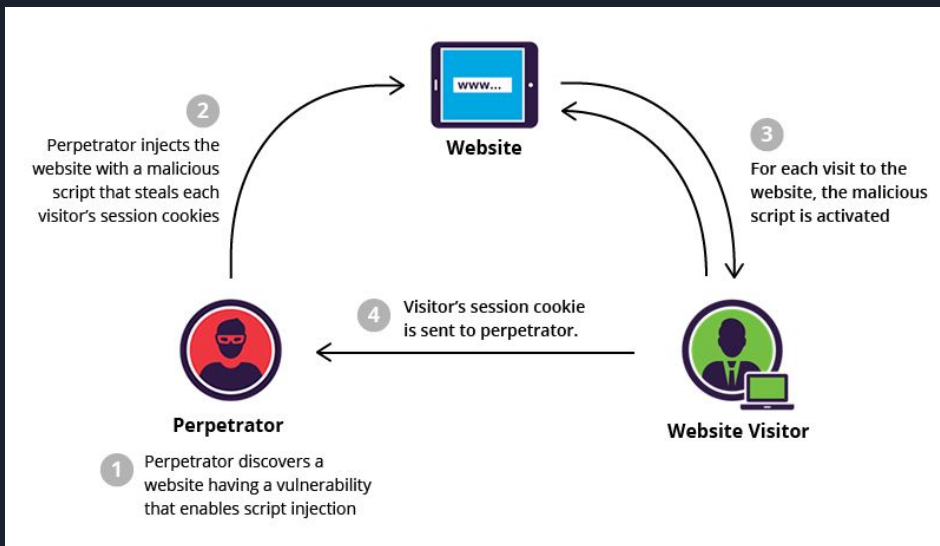 www...
Website
2
Perpetrator injects the
website with a malicious
script that steals each
visitor's session cookies
3
For each visit to the
website, the malicious
script is activated
4
Visitor's session cookie
is sent to perpetrator.
Perpetrator
Website Visitor
1
Perpetrator discovers a
website having a vulnerability
that enables script injection